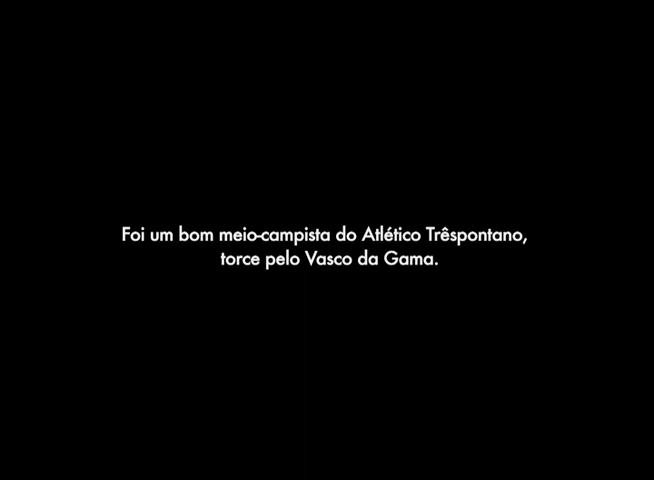 Foi um bom meio-campista do Atlético Trêspontano,
torce pelo Vasco da Gama.